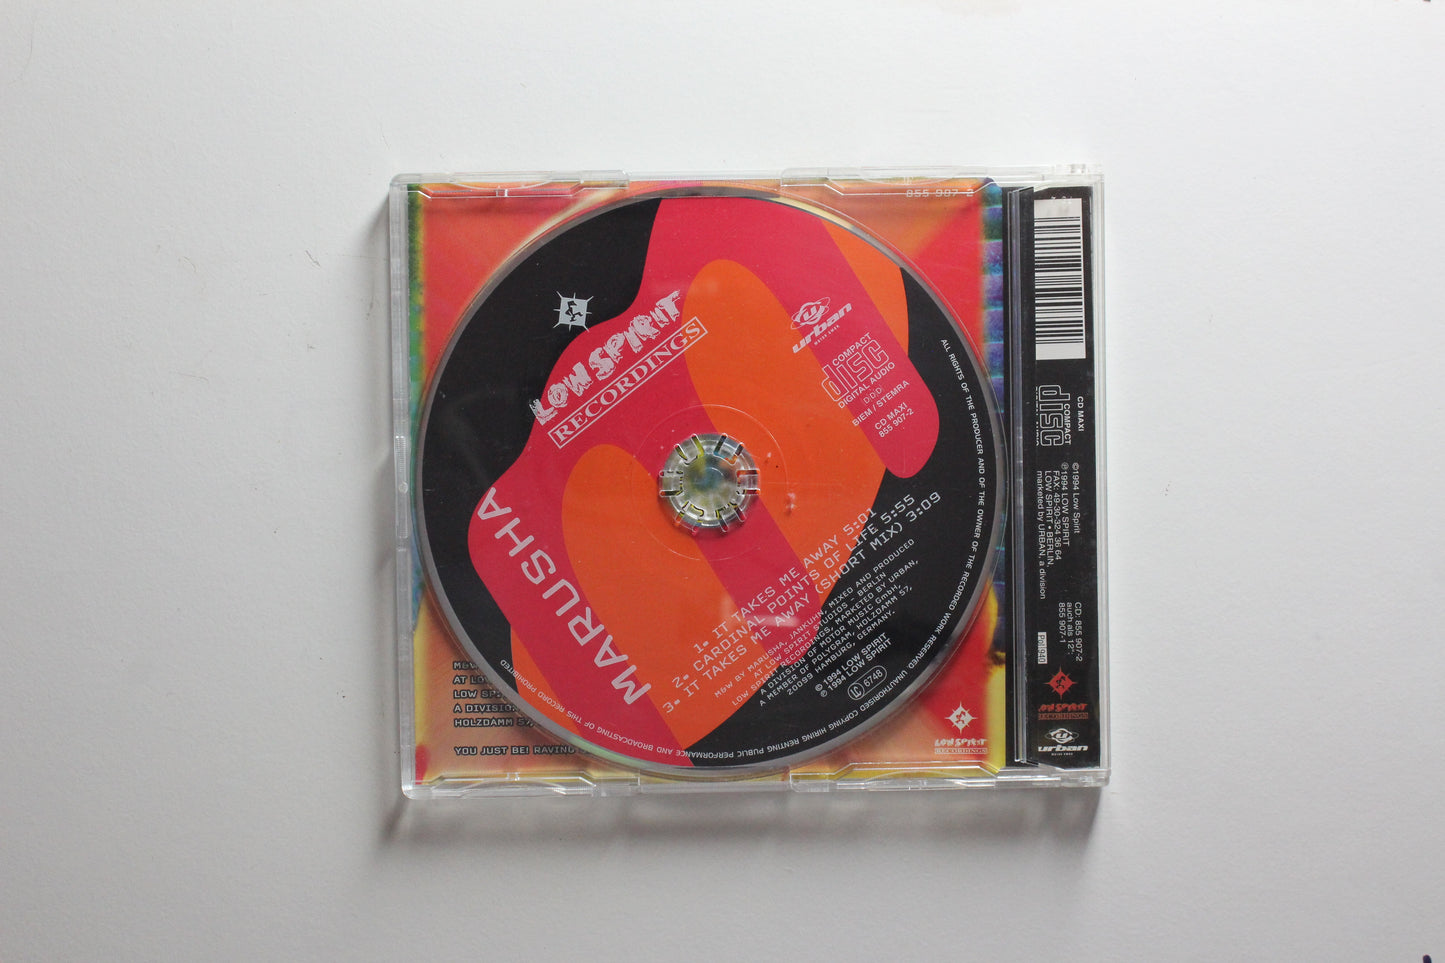 855 907-2
LOW SPIRIT
RECORDINGS
urban
COMPACT
disc
DIGITAL AUDIO
DDD
BIEM / STEMRA
CD MAXI
855 907-2
MARUSHA
1. IT TAKES ME AWAY 5:01
2. CARDINAL POINTS OF LIFE 5:55
3. IT TAKES ME AWAY (SHORT MIX) 3:09
M&W BY MARUSHA, JANKUHN, MIXED AND PRODUCED
AT LOW SPIRIT STUDIOS - BERLIN
LOW SPIRIT RECORDINGS, MARKETED BY URBAN,
A DIVISION OF MOTOR MUSIC GmbH,
A MEMBER OF POLYGRAM, HOLZDAMM 57,
20099 HAMBURG, GERMANY.
℗ 1994 LOW SPIRIT
© 1994 LOW SPIRIT
LC 6748
ALL RIGHTS OF THE PRODUCER AND OF THE OWNER OF THE RECORDED WORK RESERVED. UNAUTHORISED COPYING HIRING RENTING PUBLIC PERFORMANCE AND BROADCASTING OF THIS RECORD PROHIBITED
M&W BY
AT LOW
LOW SPI
A DIVISION
HOLZDAMM 57,
YOU JUST BE! RAVING
LOW SPIRIT
RECORDINGS
CD MAXI
COMPACT
disc
©1994 Low Spirit
℗1994 LOW SPIRIT
FAX: 49-30-324 36 64
LOW SPIRIT • BERLIN,
marketed by URBAN, a division
CD: 855 907-2
auch als 12":
855 907-1
LOW SPIRIT
RECORDINGS
urban